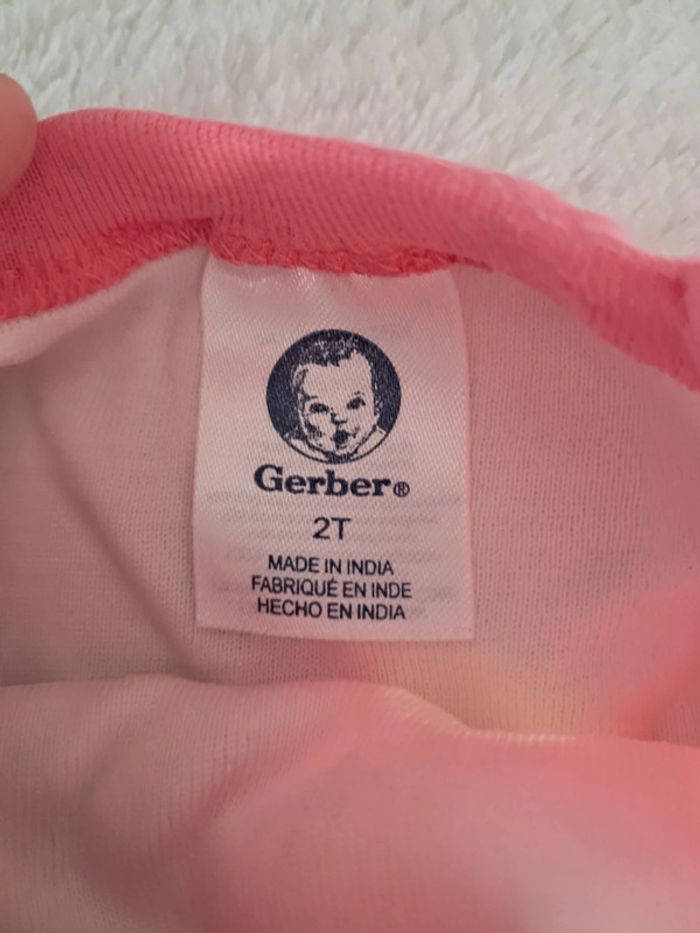 Gerber®
2T
MADE IN INDIA
FABRIQUÉ EN INDE
HECHO EN INDIA